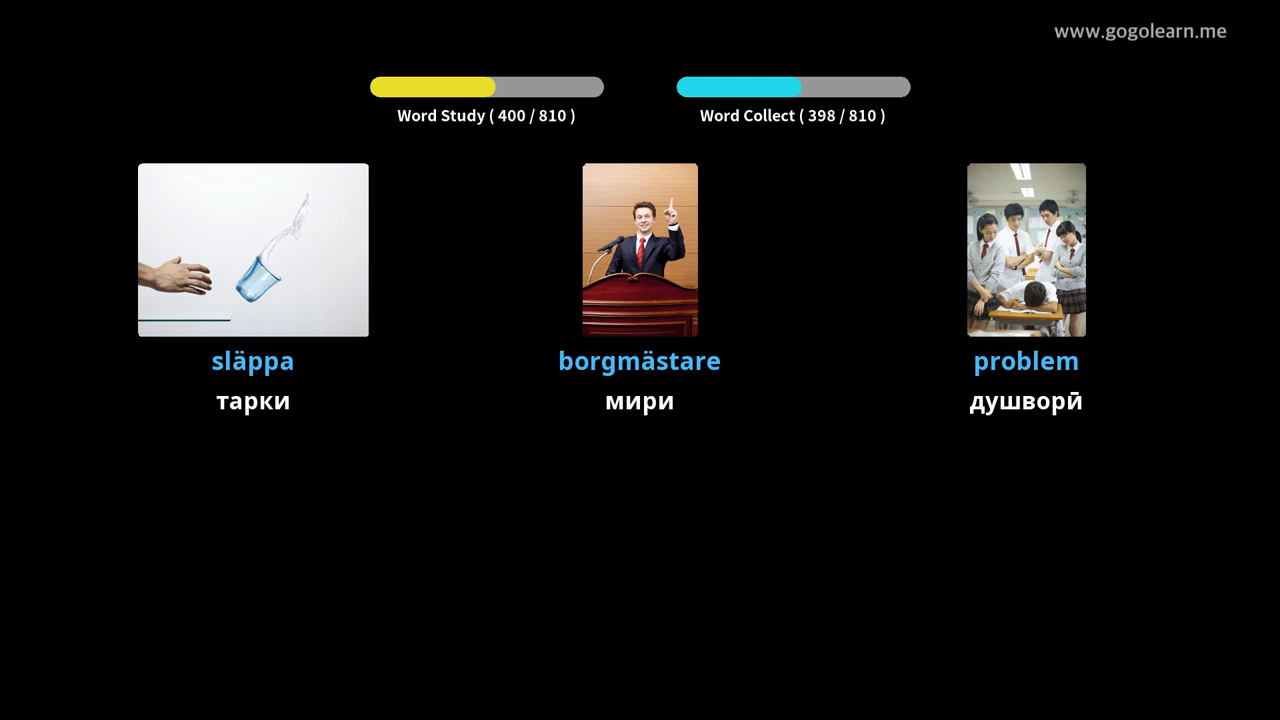 www.gogolearn.me
Word Study ( 400 / 810 )
Word Collect ( 398 / 810 )
släppa
borgmästare
problem
тарки
мири
душворӣ